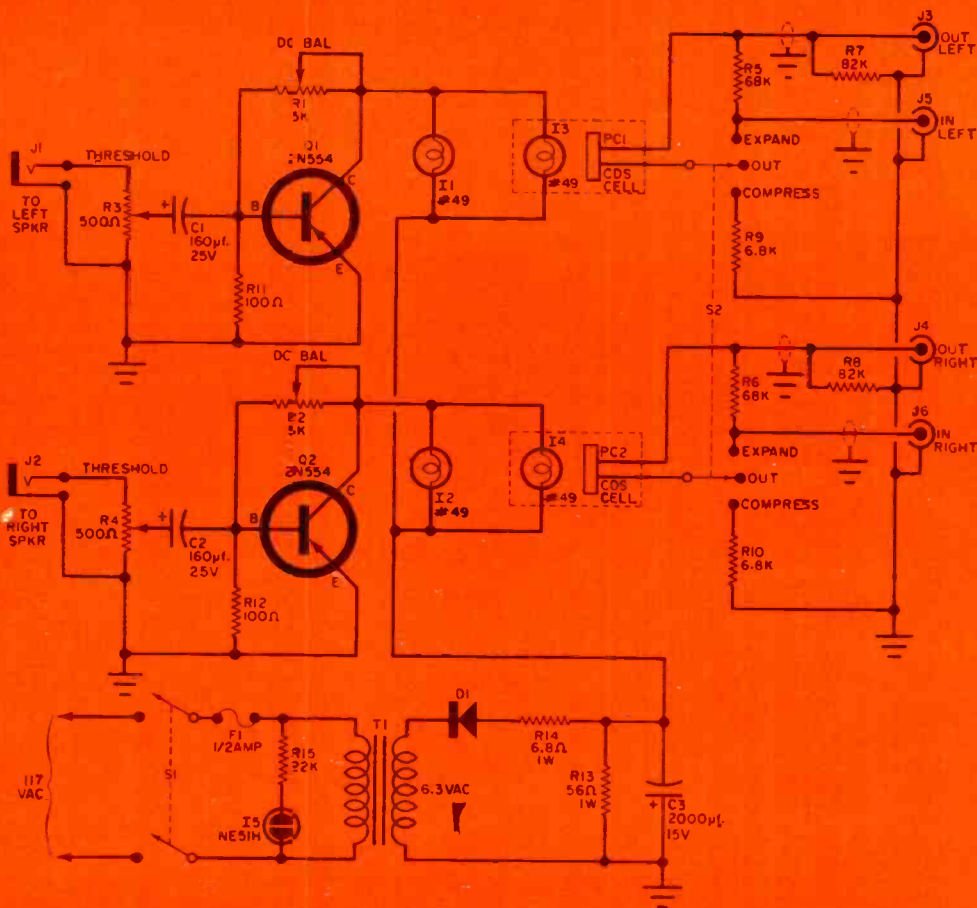 DC BAL
R1
5K
Q1
2N554
C
B
E
J1
THRESHOLD
TO
LEFT
SPKR
R3
500Ω
+
C1
160µf.
25V
R11
100Ω
I1
#49
I3
#49
PC1
CDS
CELL
J3
OUT
LEFT
R7
82K
R5
68K
J5
IN
LEFT
EXPAND
OUT
COMPRESS
R9
6.8K
S2
DC BAL
R2
5K
Q2
2N554
C
B
E
J2
THRESHOLD
TO
RIGHT
SPKR
R4
500Ω
+
C2
160µf.
25V
R12
100Ω
I2
#49
I4
#49
PC2
CDS
CELL
J4
OUT
RIGHT
R8
82K
R6
68K
J6
IN
RIGHT
EXPAND
OUT
COMPRESS
R10
6.8K
117
VAC
S1
F1
1/2AMP
R15
22K
I5
NE51H
T1
6.3VAC
D1
R14
6.8Ω
1W
R13
56Ω
1W
+
C3
2000µf.
15V